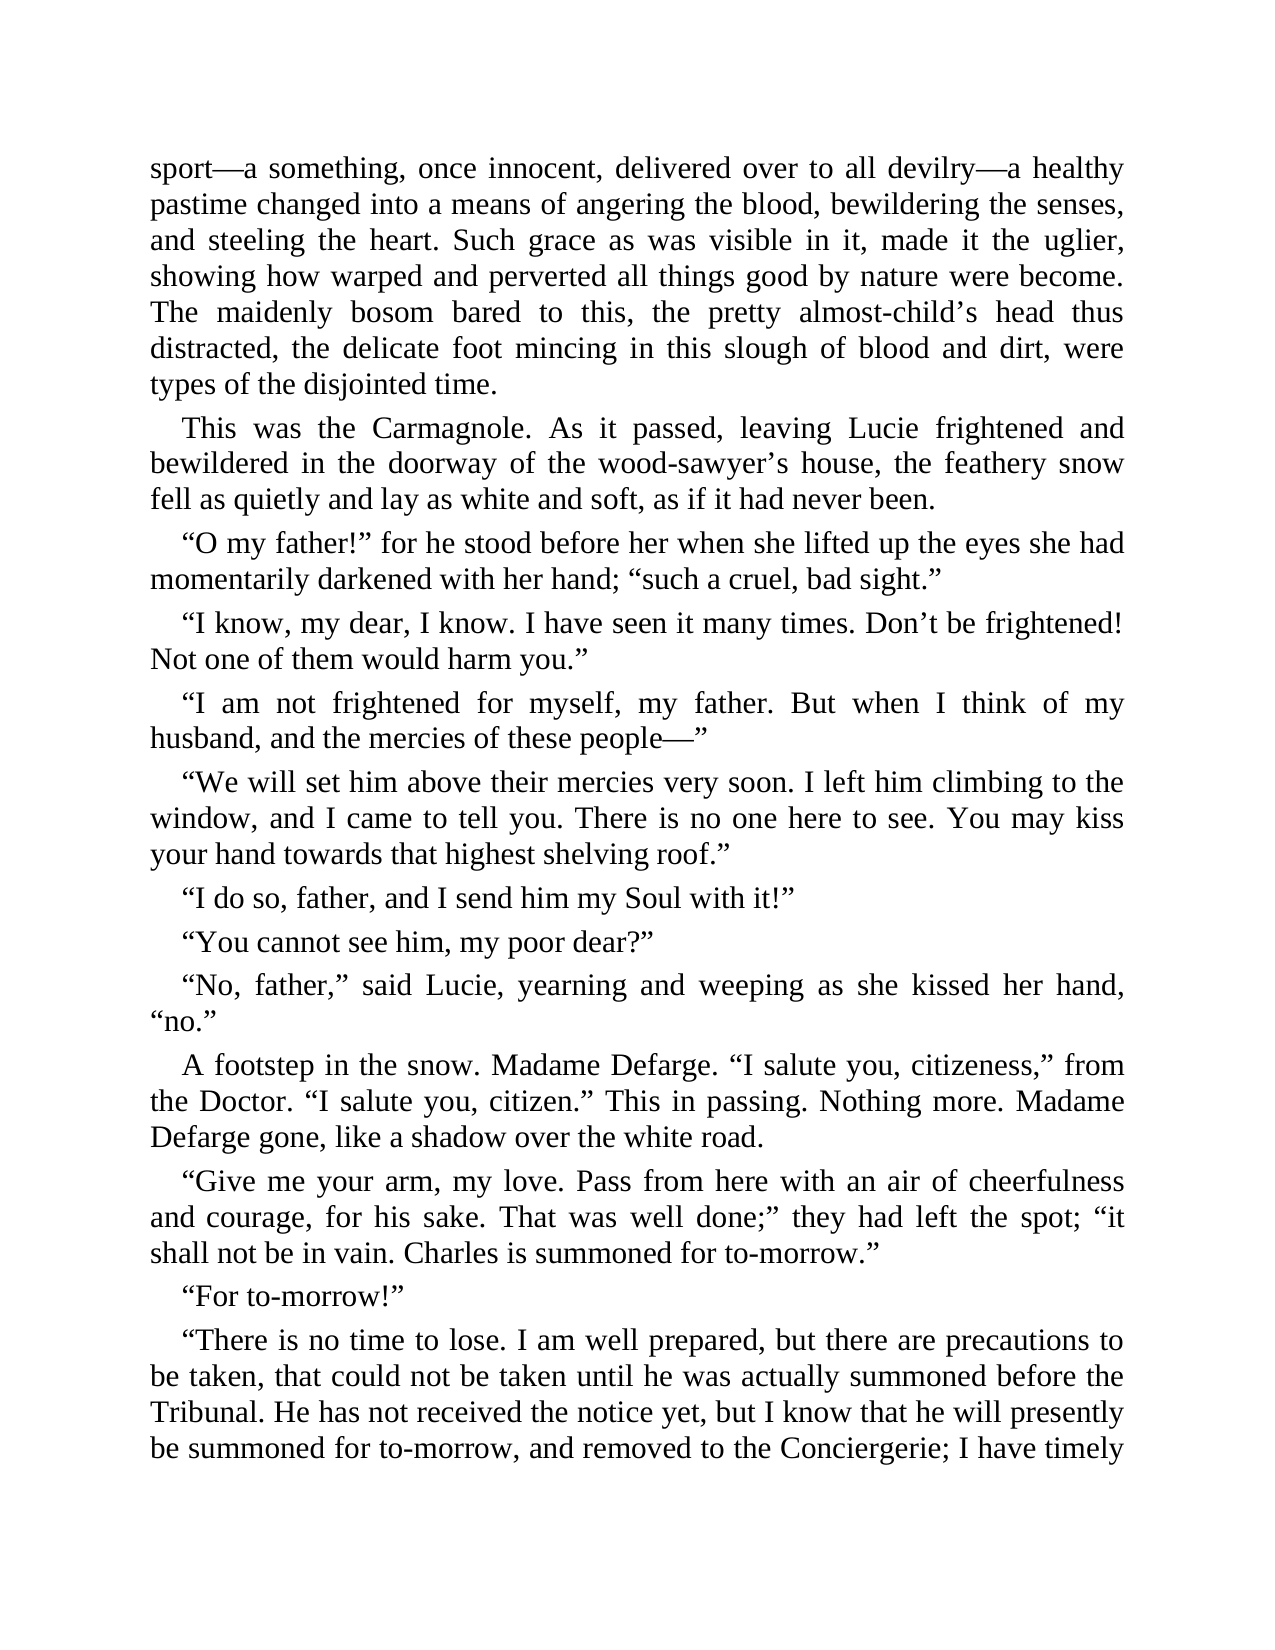 sport—a something, once innocent, delivered over to all devilry—a healthy
pastime changed into a means of angering the blood, bewildering the senses,
and steeling the heart. Such grace as was visible in it, made it the uglier,
showing how warped and perverted all things good by nature were become.
The maidenly bosom bared to this, the pretty almost-child’s head thus
distracted, the delicate foot mincing in this slough of blood and dirt, were
types of the disjointed time.
This was the Carmagnole. As it passed, leaving Lucie frightened and
bewildered in the doorway of the wood-sawyer’s house, the feathery snow
fell as quietly and lay as white and soft, as if it had never been.
“O my father!” for he stood before her when she lifted up the eyes she had
momentarily darkened with her hand; “such a cruel, bad sight.”
“I know, my dear, I know. I have seen it many times. Don’t be frightened!
Not one of them would harm you.”
“I am not frightened for myself, my father. But when I think of my
husband, and the mercies of these people—”
“We will set him above their mercies very soon. I left him climbing to the
window, and I came to tell you. There is no one here to see. You may kiss
your hand towards that highest shelving roof.”
“I do so, father, and I send him my Soul with it!”
“You cannot see him, my poor dear?”
“No, father,” said Lucie, yearning and weeping as she kissed her hand,
“no.”
A footstep in the snow. Madame Defarge. “I salute you, citizeness,” from
the Doctor. “I salute you, citizen.” This in passing. Nothing more. Madame
Defarge gone, like a shadow over the white road.
“Give me your arm, my love. Pass from here with an air of cheerfulness
and courage, for his sake. That was well done;” they had left the spot; “it
shall not be in vain. Charles is summoned for to-morrow.”
“For to-morrow!”
“There is no time to lose. I am well prepared, but there are precautions to
be taken, that could not be taken until he was actually summoned before the
Tribunal. He has not received the notice yet, but I know that he will presently
be summoned for to-morrow, and removed to the Conciergerie; I have timely